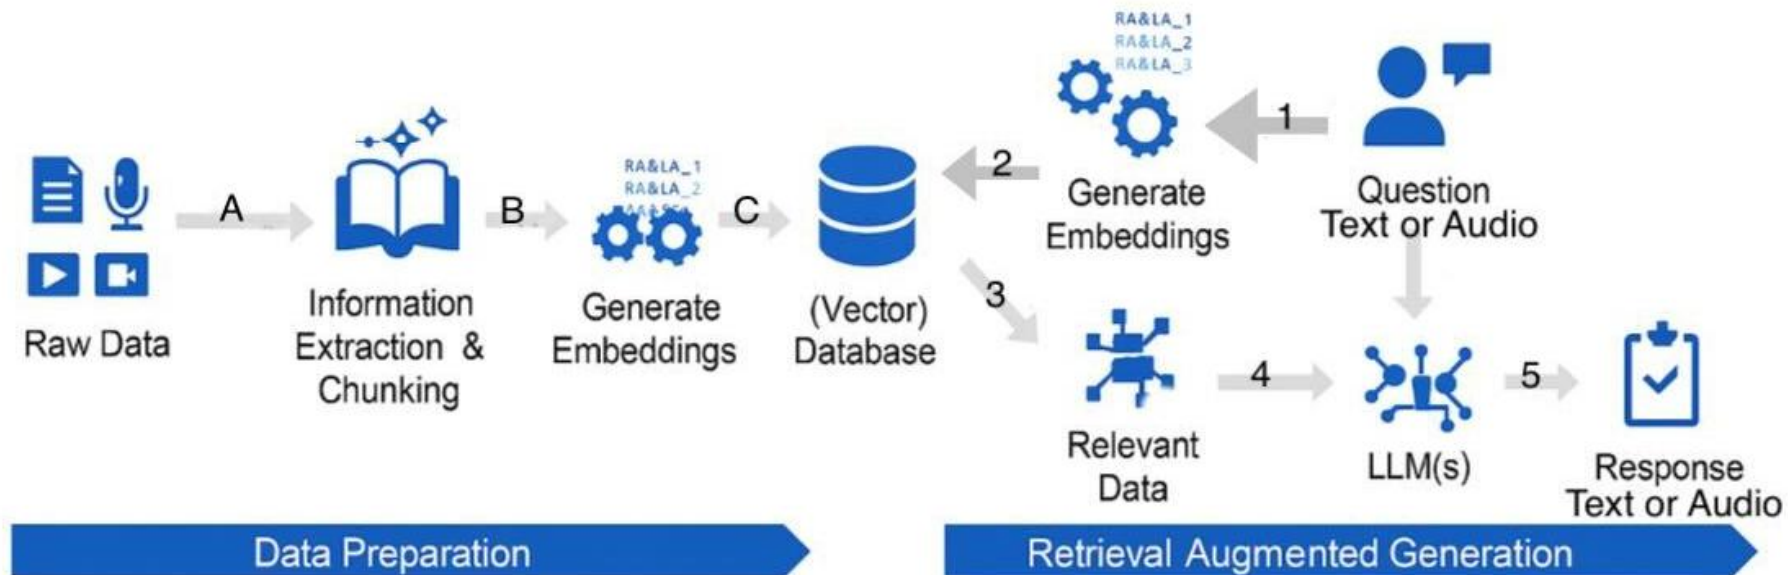 RA&LA_1
RA&LA_2
RA&LA_3
1
2
Generate
Embeddings
Question
Text or Audio
A
B
RA&LA_1
RA&LA_2
C
Raw Data
Information
Extraction &
Chunking
Generate
Embeddings
(Vector)
Database
3
Relevant
Data
4
LLM(s)
5
Response
Text or Audio
Data Preparation
Retrieval Augmented Generation